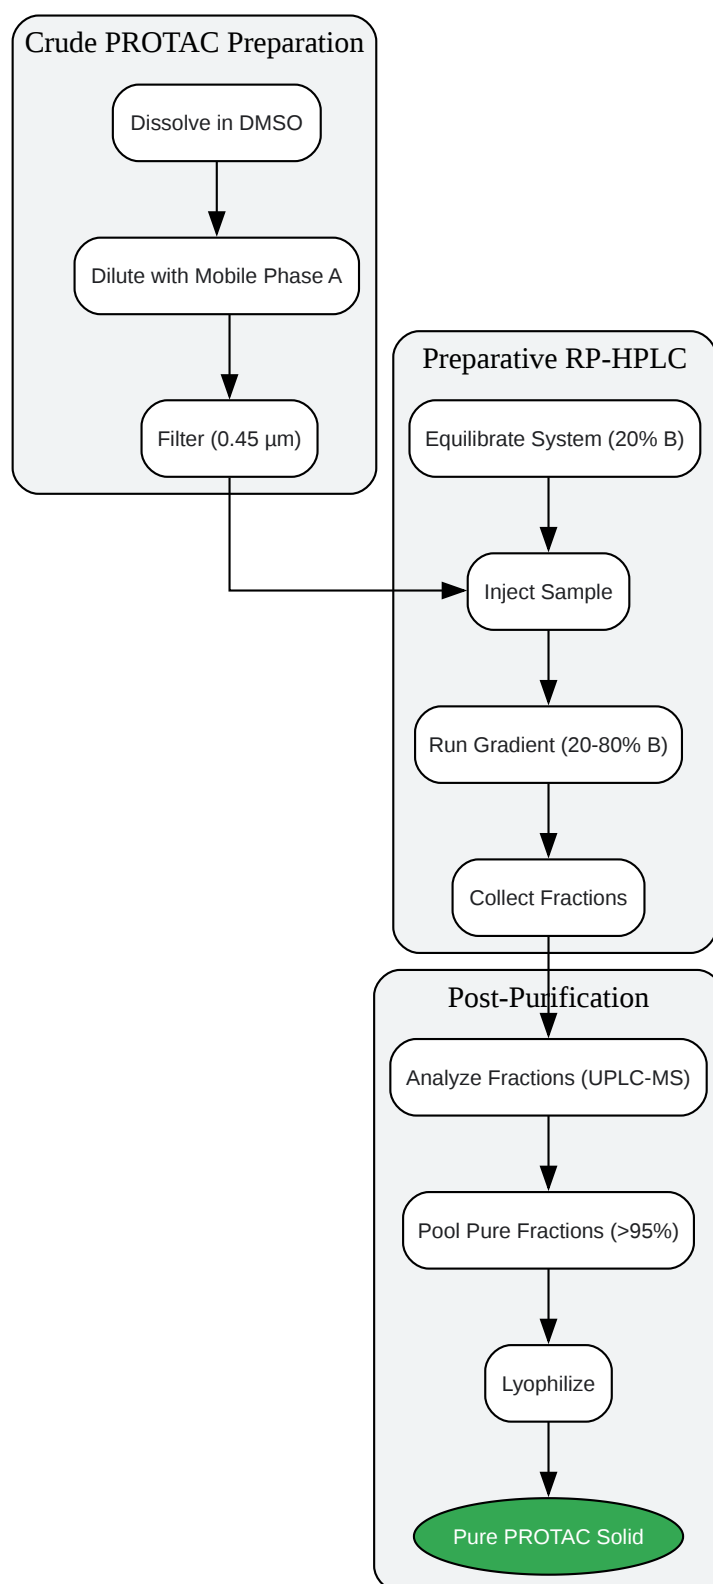 Crude PROTAC Preparation
Dissolve in DMSO
Dilute with Mobile Phase A
Filter (0.45 µm)
Preparative RP-HPLC
Equilibrate System (20% B)
Inject Sample
Run Gradient (20-80% B)
Collect Fractions
Post-Purification
Analyze Fractions (UPLC-MS)
Pool Pure Fractions (>95%)
Lyophilize
Pure PROTAC Solid